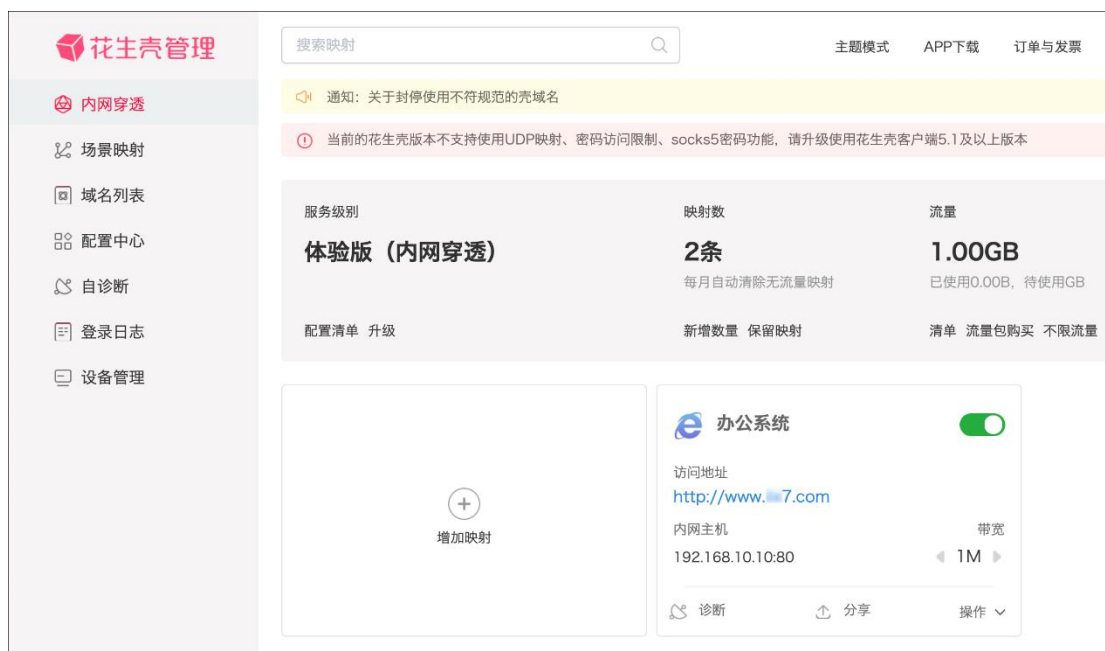 花生壳管理
搜索映射
主题模式 APP下载 订单与发票
内网穿透
场景映射
域名列表
配置中心
自诊断
登录日志
设备管理
通知：关于封停使用不符规范的壳域名
当前的花生壳版本不支持使用UDP映射、密码访问限制、socks5密码功能，请升级使用花生壳客户端5.1及以上版本
服务级别
体验版（内网穿透）
配置清单 升级
映射数
2条
每月自动清除无流量映射
新增数量 保留映射
流量
1.00GB
已使用0.00B，待使用GB
清单 流量包购买 不限流量
增加映射
办公系统
访问地址
http://www. 7.com
内网主机 带宽
192.168.10.10:80 1M
诊断 分享 操作